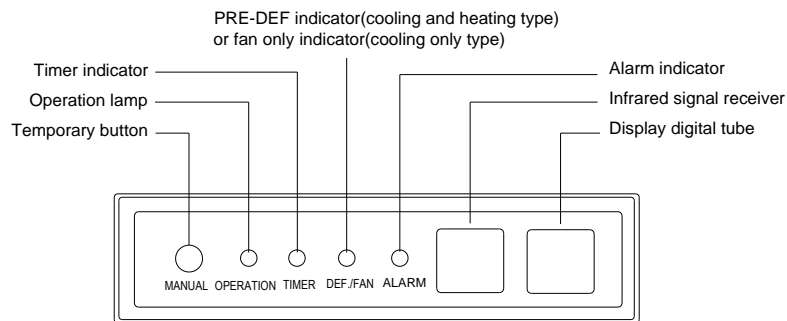 PRE-DEF indicator(cooling and heating type)
or fan only indicator(cooling only type)
Timer indicator
Operation lamp
Temporary button
Alarm indicator
Infrared signal receiver
Display digital tube
MANUAL OPERATION TIMER DEF./FAN ALARM